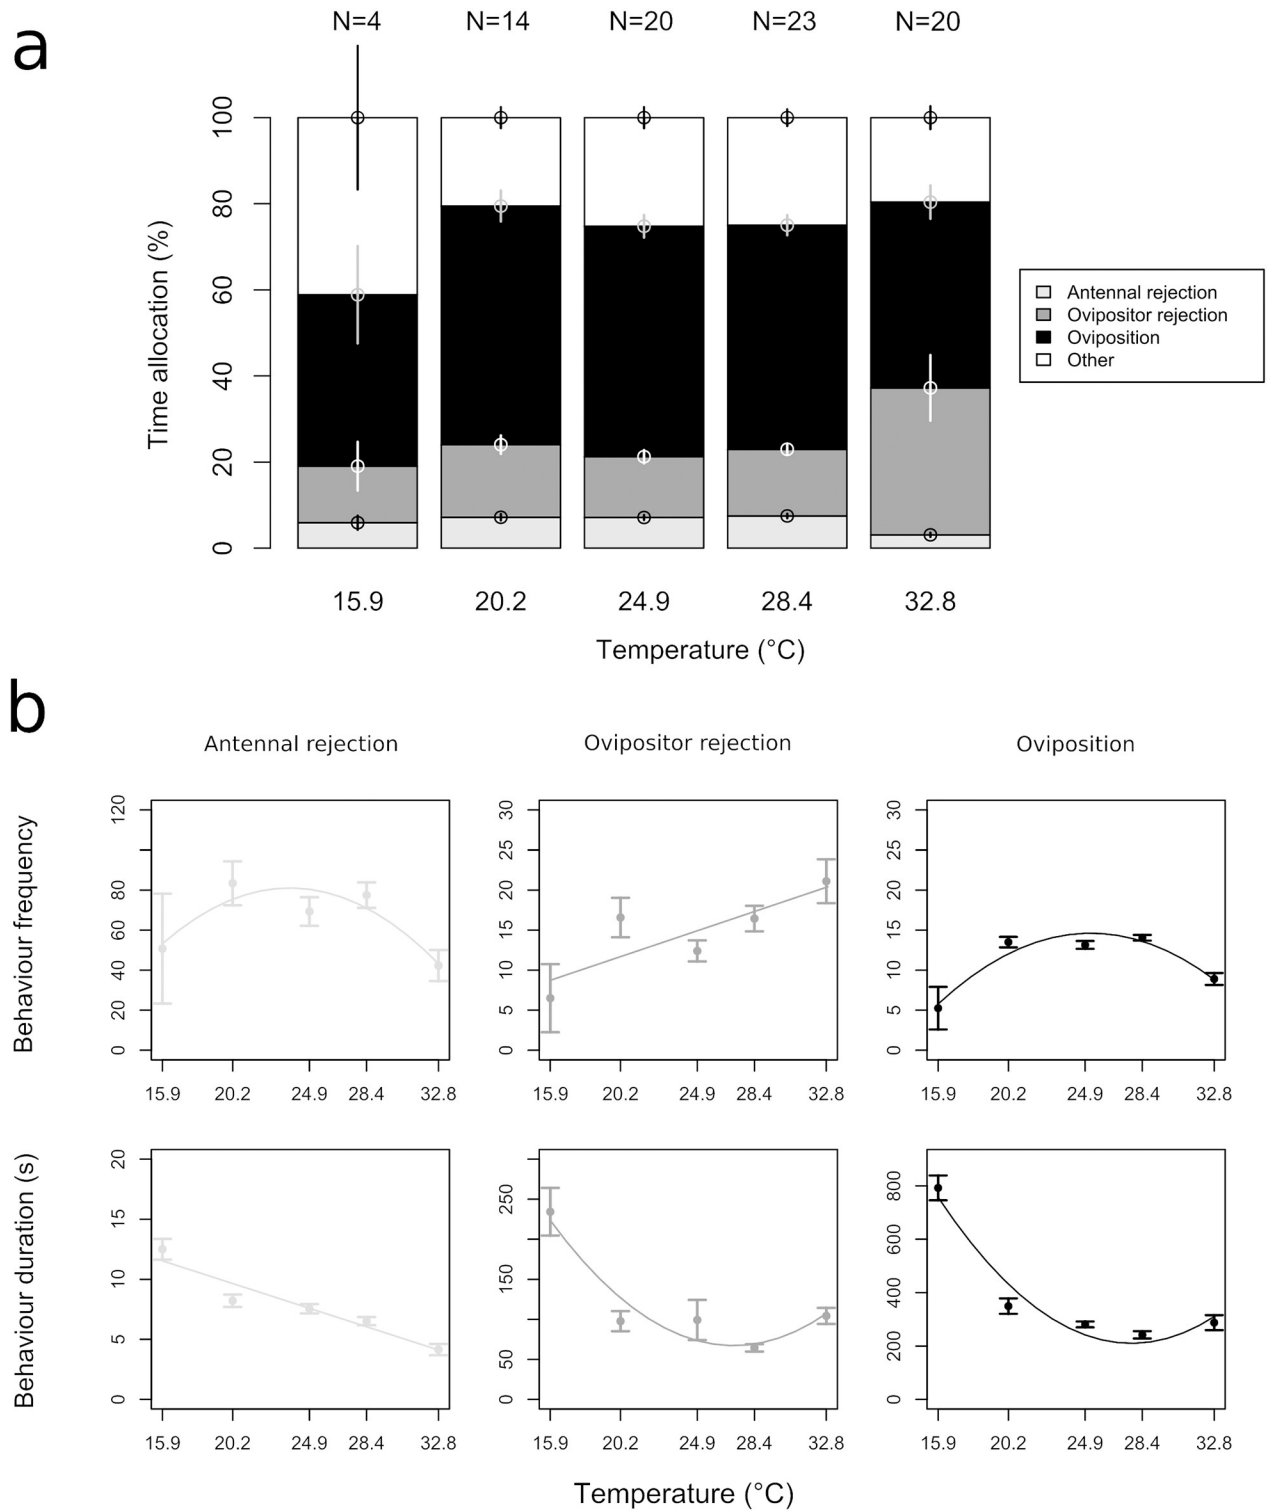 a
N=4 N=14 N=20 N=23 N=20
Time allocation (%)
100
80
60
40
20
0
Antennal rejection
Ovipositor rejection
Oviposition
Other
15.9 20.2 24.9 28.4 32.8
Temperature (°C)
b
Antennal rejection Ovipositor rejection Oviposition
Behaviour frequency
120
80
60
40
20
0
30
25
20
15
10
5
0
30
25
20
15
10
5
0
15.9 20.2 24.9 28.4 32.8 15.9 20.2 24.9 28.4 32.8 15.9 20.2 24.9 28.4 32.8
Behaviour duration (s)
20
15
10
5
0
250
150
50
0
800
600
400
200
0
15.9 20.2 24.9 28.4 32.8 15.9 20.2 24.9 28.4 32.8 15.9 20.2 24.9 28.4 32.8
Temperature (°C)